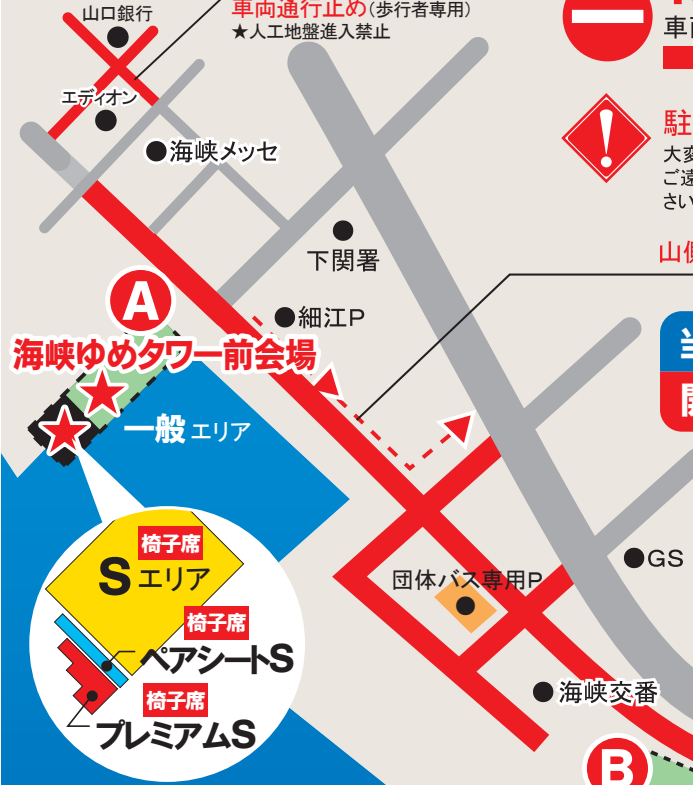 山口銀行
車両通行止め(歩行者専用)
★人工地盤進入禁止
車
エディオン
海峡メッセ
駐
大変
ご遠
さい
下関署
山側
A
細江P
海峡ゆめタワー前会場
一般エリア
椅子席
Sエリア
団体バス専用P
GS
椅子席
ペアシートS
椅子席
プレミアムS
海峡交番
B